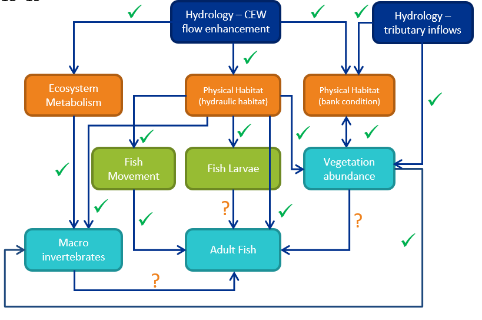 Hydrology – CEW
flow enhancement
Hydrology –
tributary inflows
Ecosystem
Metabolism
Physical Habitat
(hydraulic habitat)
Physical Habitat
(bank condition)
Fish
Movement
Fish Larvae
Vegetation
abundance
?
?
Macro
invertebrates
Adult Fish
?